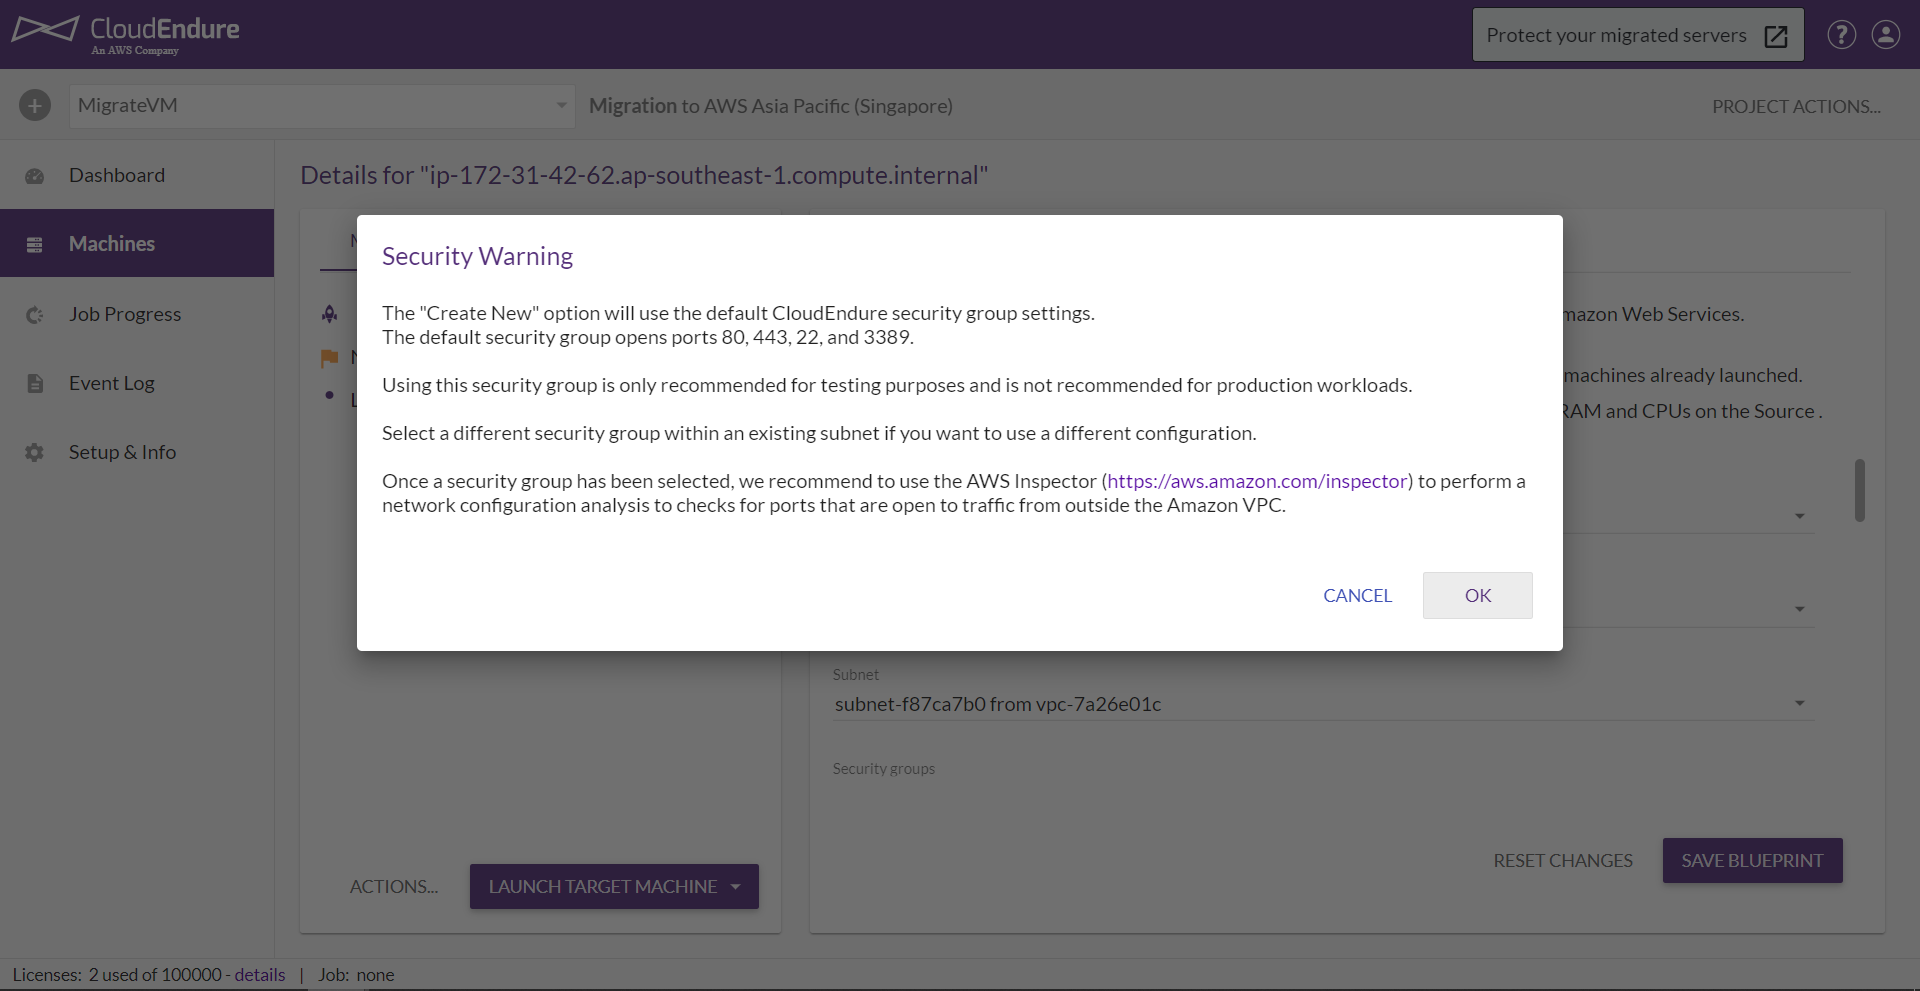 CloudEndure
An AWS Company
Protect your migrated servers
?
MigrateVM
Migration to AWS Asia Pacific (Singapore)
PROJECT ACTIONS...
Dashboard
Machines
Job Progress
Event Log
Setup & Info
Details for "ip-172-31-42-62.ap-southeast-1.compute.internal"
Security Warning
The "Create New" option will use the default CloudEndure security group settings.
The default security group opens ports 80, 443, 22, and 3389.
Using this security group is only recommended for testing purposes and is not recommended for production workloads.
Select a different security group within an existing subnet if you want to use a different configuration.
Once a security group has been selected, we recommend to use the AWS Inspector (https://aws.amazon.com/inspector) to perform a
network configuration analysis to checks for ports that are open to traffic from outside the Amazon VPC.
CANCEL
OK
Web Services.
machines already launched.
and CPUs on the Source .
Subnet
subnet-f87ca7b0 from vpc-7a26e01c
Security groups
RESET CHANGES
SAVE BLUEPRINT
ACTIONS...
LAUNCH TARGET MACHINE
Licenses: 2 used of 100000 - details | Job: none